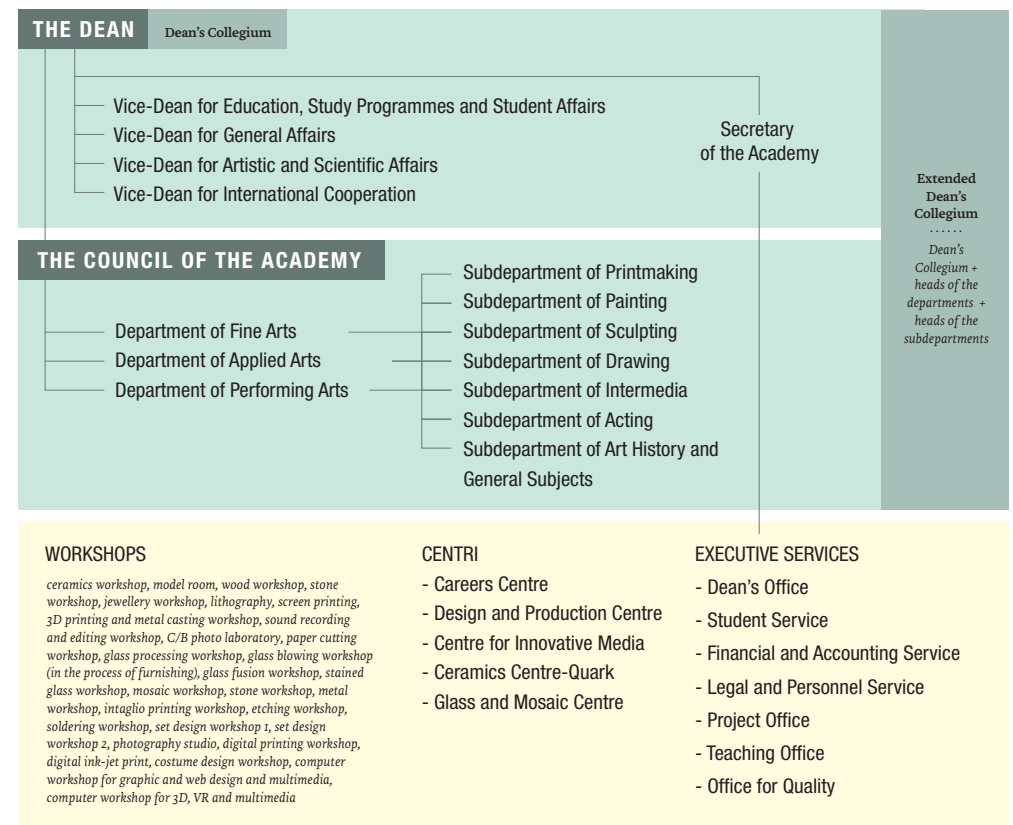 THE DEAN
Dean's Collegium
Vice-Dean for Education, Study Programmes and Student Affairs
Vice-Dean for General Affairs
Vice-Dean for Artistic and Scientific Affairs
Vice-Dean for International Cooperation
Secretary
of the Academy
Extended
Dean's
Collegium
......
Dean's
Collegium +
heads of the
departments +
heads of the
subdepartments
THE COUNCIL OF THE ACADEMY
Department of Fine Arts
Department of Applied Arts
Department of Performing Arts
Subdepartment of Printmaking
Subdepartment of Painting
Subdepartment of Sculpting
Subdepartment of Drawing
Subdepartment of Intermedia
Subdepartment of Acting
Subdepartment of Art History and
General Subjects
WORKSHOPS
ceramics workshop, model room, wood workshop, stone
workshop, jewellery workshop, lithography, screen printing,
3D printing and metal casting workshop, sound recording
and editing workshop, C/B photo laboratory, paper cutting
workshop, glass processing workshop, glass blowing workshop
(in the process of furnishing), glass fusion workshop, stained
glass workshop, mosaic workshop, stone workshop, metal
workshop, intaglio printing workshop, etching workshop,
soldering workshop, set design workshop 1, set design
workshop 2, photography studio, digital printing workshop,
digital ink-jet print, costume design workshop, computer
workshop for graphic and web design and multimedia,
computer workshop for 3D, VR and multimedia
CENTRI
- Careers Centre
- Design and Production Centre
- Centre for Innovative Media
- Ceramics Centre-Quark
- Glass and Mosaic Centre
EXECUTIVE SERVICES
- Dean's Office
- Student Service
- Financial and Accounting Service
- Legal and Personnel Service
- Project Office
- Teaching Office
- Office for Quality